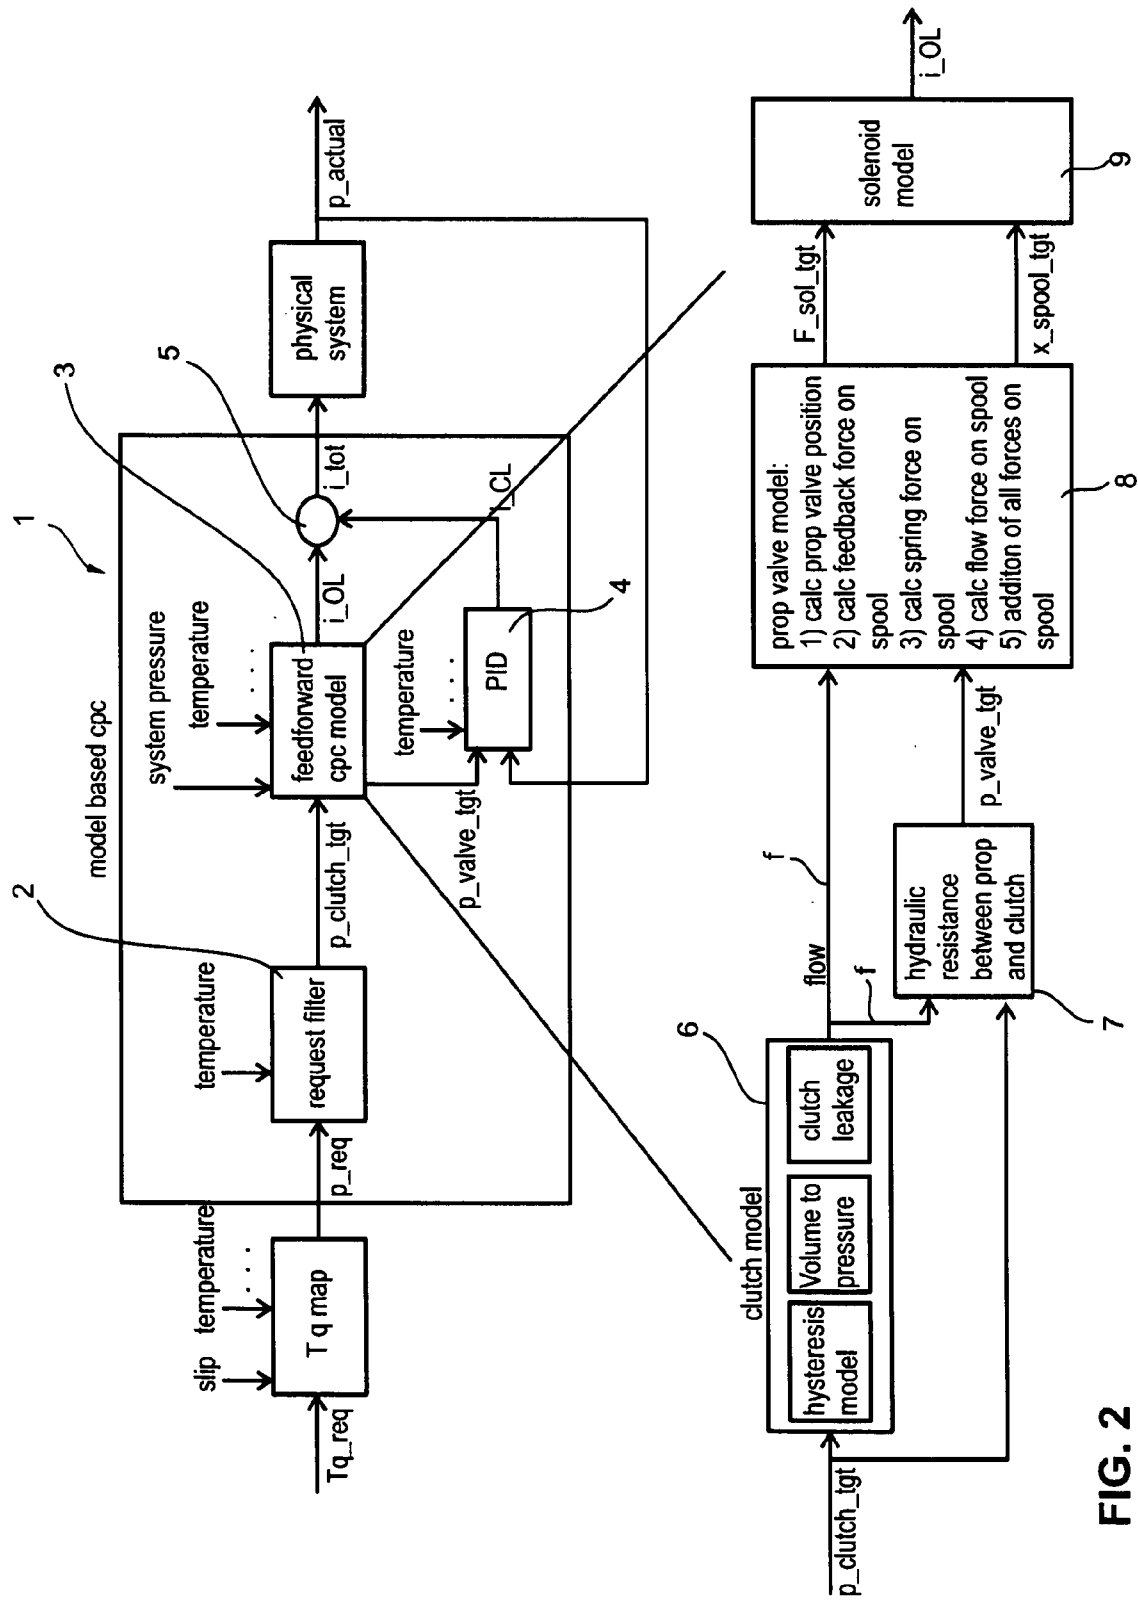 1
model based cpc
Tq_req
slip
temperature
. . .
Tq map
p_req
temperature
request filter
2
p_clutch_tgt
system pressure
temperature
. . .
feedforward
cpc model
3
i_OL
5
i_tot
physical
system
p_actual
p_valve_tgt
temperature
. . .
PID
4
i_CL
p_clutch_tgt
clutch model
6
hysteresis
model
Volume to
pressure
clutch
leakage
flow
f
f
hydraulic
resistance
between prop
and clutch
7
p_valve_tgt
prop valve model:
1) calc prop valve position
2) calc feedback force on
spool
3) calc spring force on
spool
4) calc flow force on spool
5) additon of all forces on
spool
8
F_sol_tgt
x_spool_tgt
solenoid
model
9
i_OL
FIG. 2